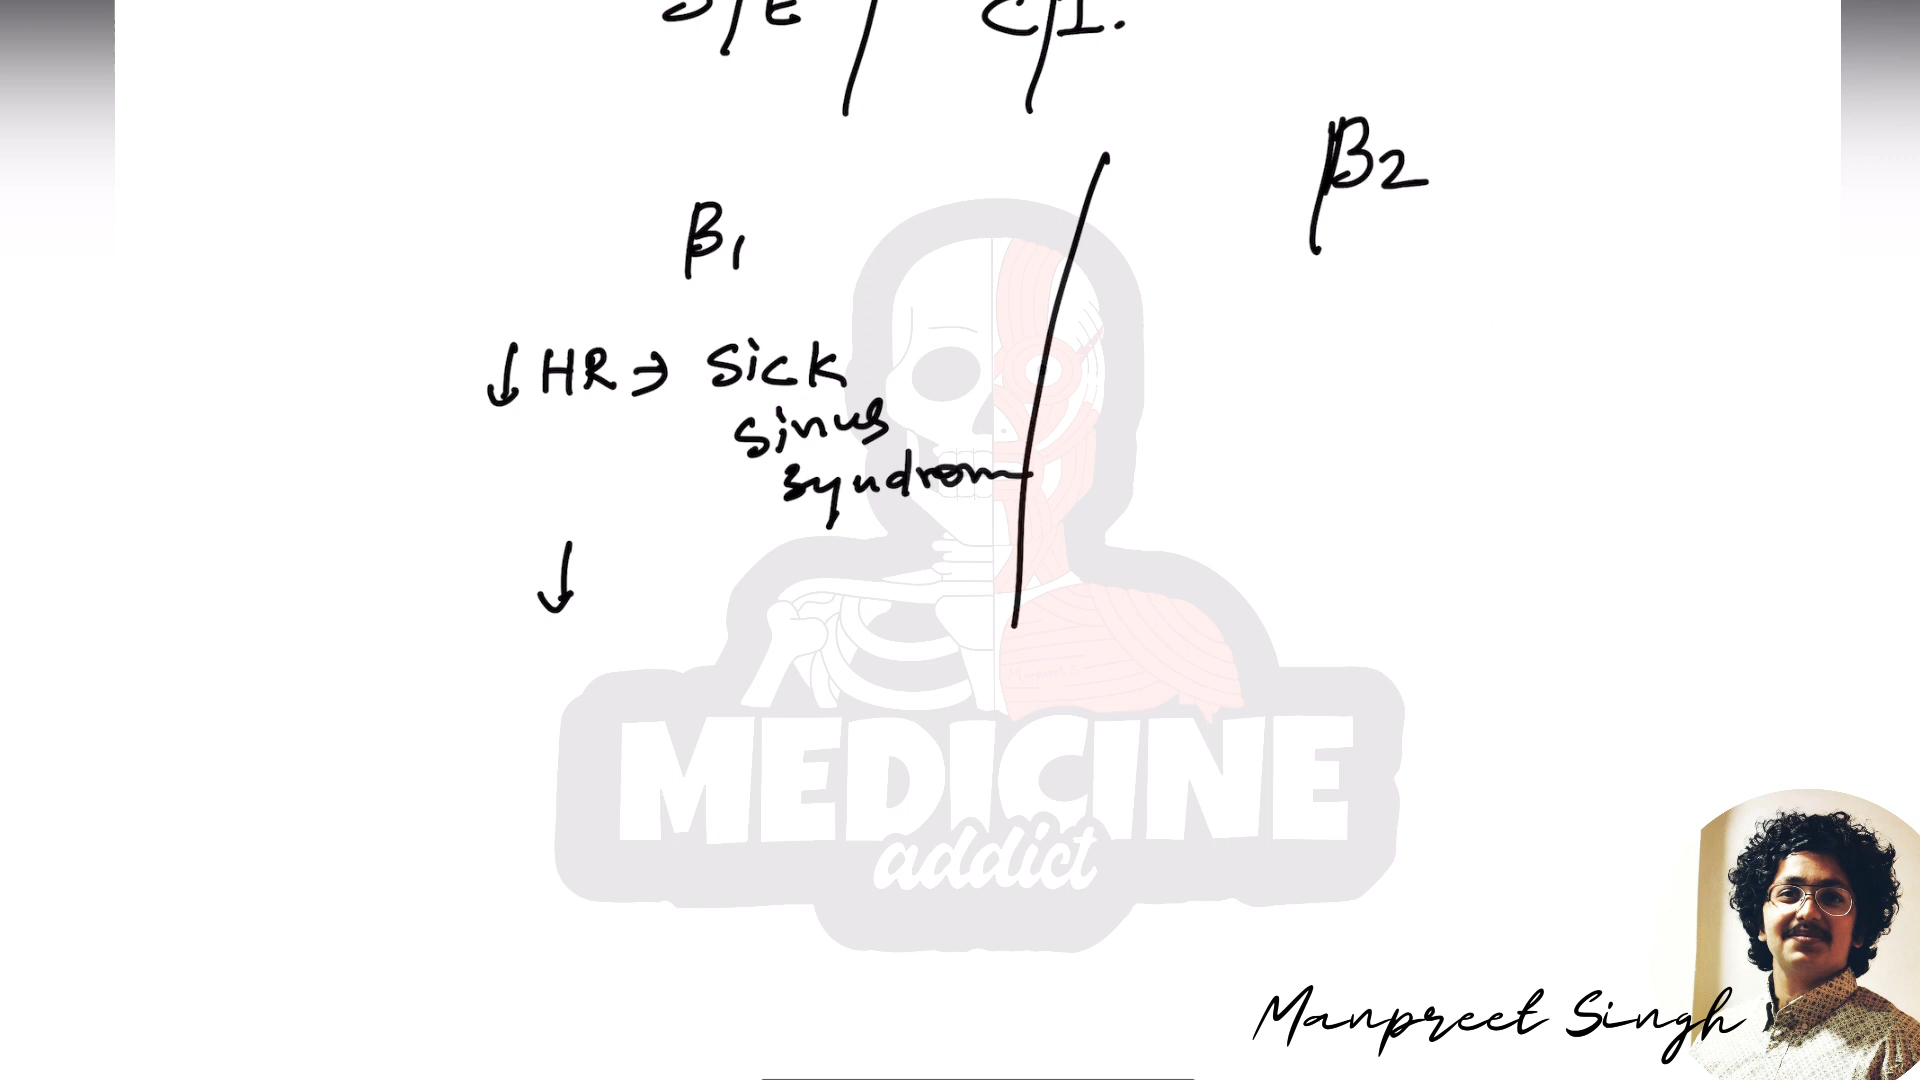 S/E / C/I.
β2
β1
↓ HR → Sick
Sinus
Syndrom
↓
MEDICINE
addict
Manpreet Singh